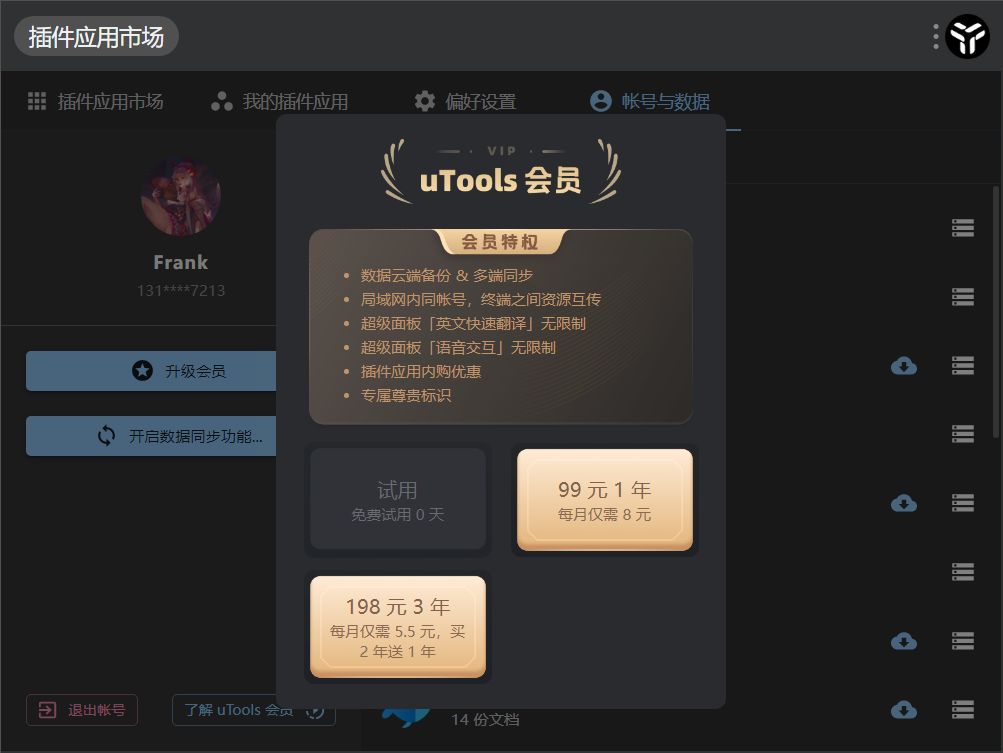 插件应用市场
插件应用市场
我的插件应用
偏好设置
帐号与数据
Frank
131****7213
升级会员
开启数据同步功能...
退出帐号
了解 uTools 会员
VIP
uTools 会员
会员特权
数据云端备份 & 多端同步
局域网内同帐号，终端之间资源互传
超级面板「英文快速翻译」无限制
超级面板「语音交互」无限制
插件应用内购优惠
专属尊贵标识
试用
免费试用 0 天
99 元 1 年
每月仅需 8 元
198 元 3 年
每月仅需 5.5 元，买
2 年送 1 年
14 份文档